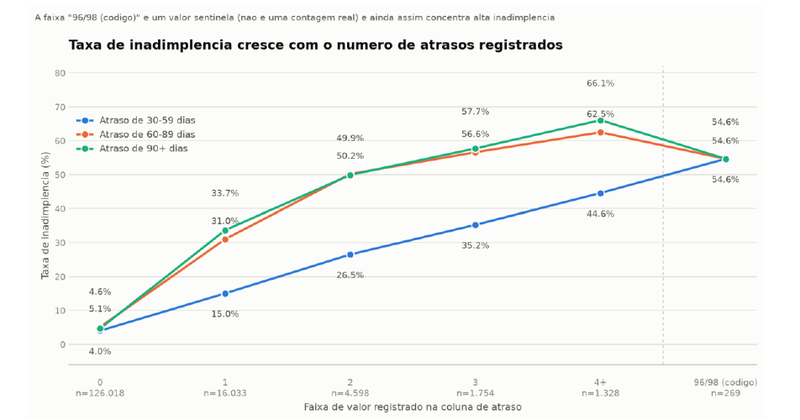 A faixa "96/98 (codigo)" e um valor sentinela (nao e uma contagem real) e ainda assim concentra alta inadimplencia
Taxa de inadimplencia cresce com o numero de atrasos registrados
Taxa de inadimplencia (%)
80
70
60
50
40
30
20
10
0
Atraso de 30-59 dias
Atraso de 60-89 dias
Atraso de 90+ dias
4.6%
5.1%
4.0%
33.7%
31.0%
15.0%
49.9%
50.2%
26.5%
57.7%
56.6%
35.2%
66.1%
62.5%
44.6%
54.6%
54.6%
54.6%
0
n=126.018
1
n=16.033
2
n=4.598
3
n=1.754
4+
n=1.328
96/98 (codigo)
n=269
Faixa de valor registrado na coluna de atraso